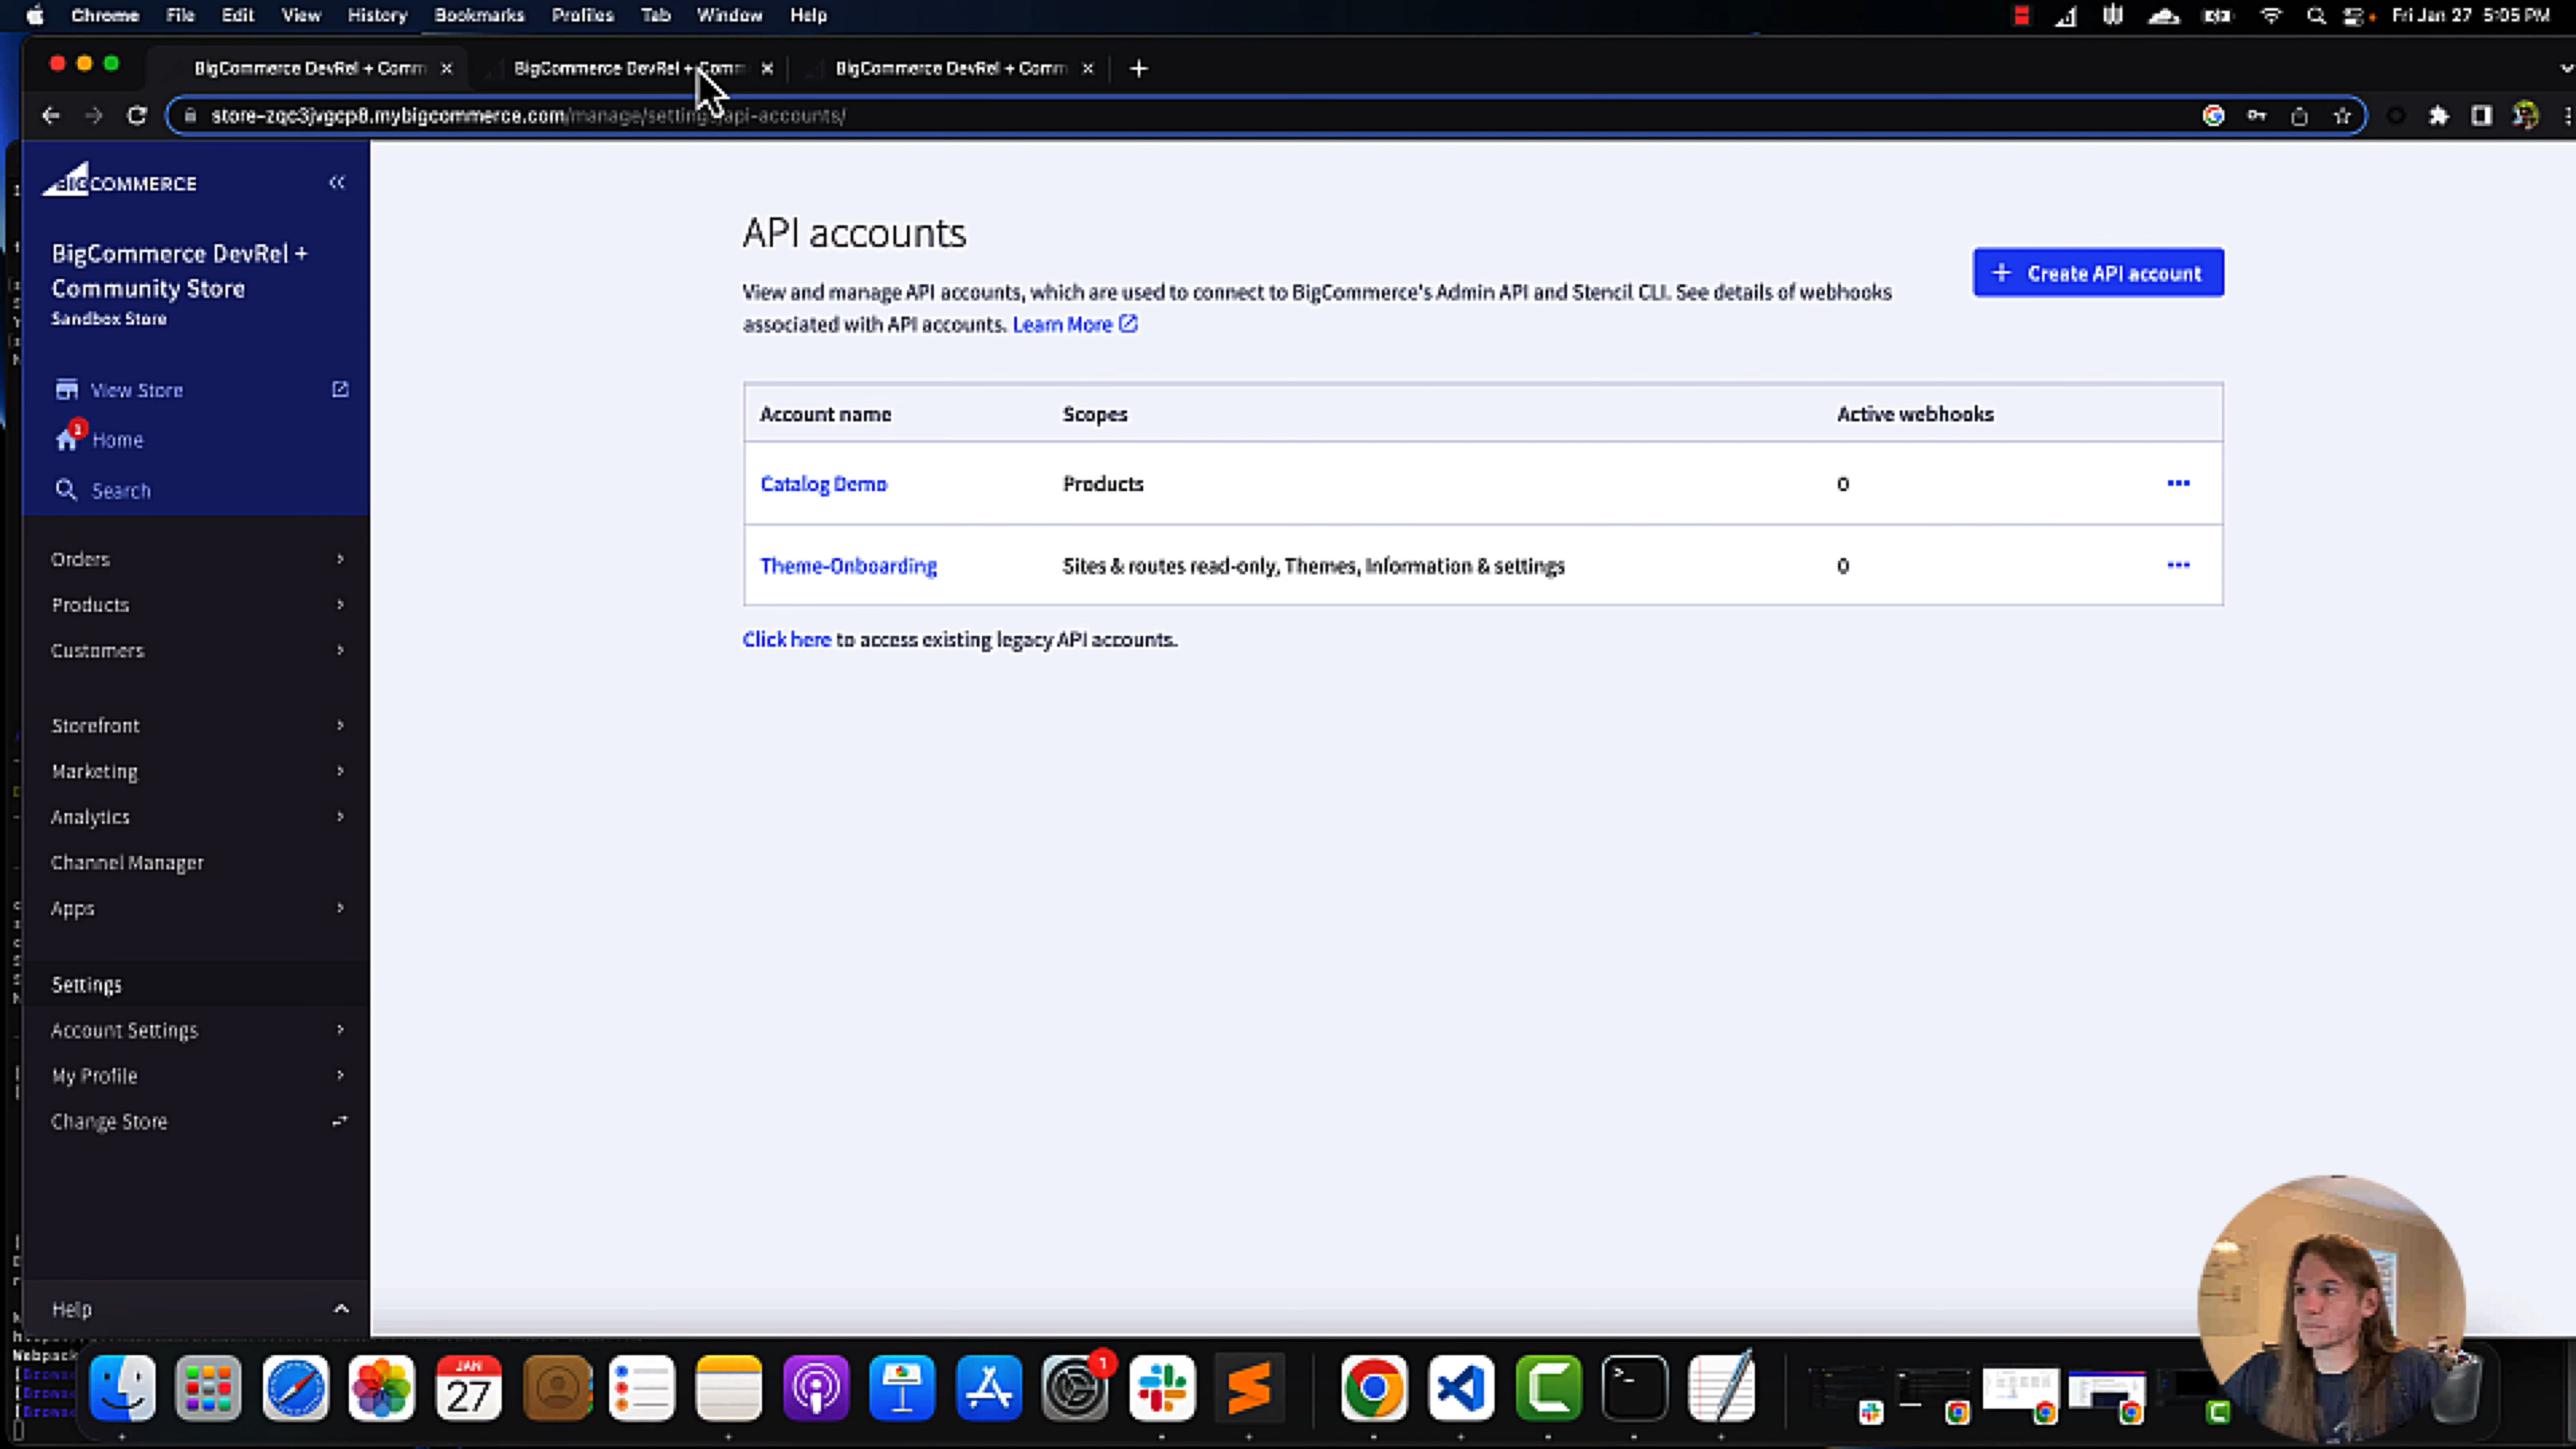 Chrome File Edit View History Bookmarks Profiles Tab Window Help Fri Jan 27 5:05 PM
BigCommerce DevRel + Comm BigCommerce DevRel + Comm BigCommerce DevRel + Comm
store-zqc3jvgcp8.mybigcommerce.com/manage/settings/api-accounts/
BIGCOMMERCE
BigCommerce DevRel +
Community Store
Sandbox Store
View Store
Home
Search
Orders
Products
Customers
Storefront
Marketing
Analytics
Channel Manager
Apps
Settings
Account Settings
My Profile
Change Store
Help
API accounts
Create API account
View and manage API accounts, which are used to connect to BigCommerce's Admin API and Stencil CLI. See details of webhooks
associated with API accounts. Learn More
Account name Scopes Active webhooks
Catalog Demo Products 0
Theme-Onboarding Sites & routes read-only, Themes, Information & settings 0
Click here to access existing legacy API accounts.
Webpack
JAN
27
1